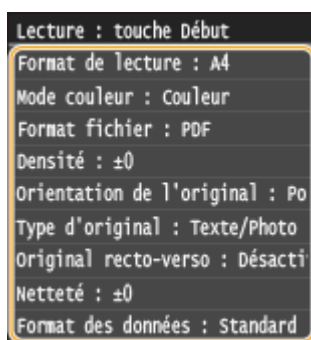 Lecture : touche Début
Format de lecture : A4
Mode couleur : Couleur
Format fichier : PDF
Densité : ±0
Orientation de l'original : Po
Type d'original : Texte/Photo
Original recto-verso : Désacti
Netteté : ±0
Format des données : Standard